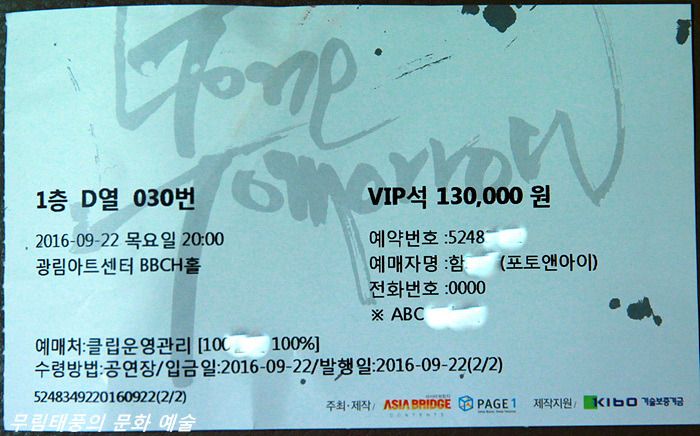 Gone
Tomorrow
1층 D열 030번
VIP석 130,000 원
2016-09-22 목요일 20:00
광림아트센터 BBCH홀
예약번호 :5248
예매자명 :함 (포토앤아이)
전화번호 :0000
※ ABC
예매처:클립운영관리 [100 100%]
수령방법:공연장/입금일:2016-09-22/발행일:2016-09-22(2/2)
5248349220160922(2/2)
주최·제작/ ASIA BRIDGE CONTENTS PAGE1 제작지원/ KIBO 기술보증기금
무림태풍의 문화 예술